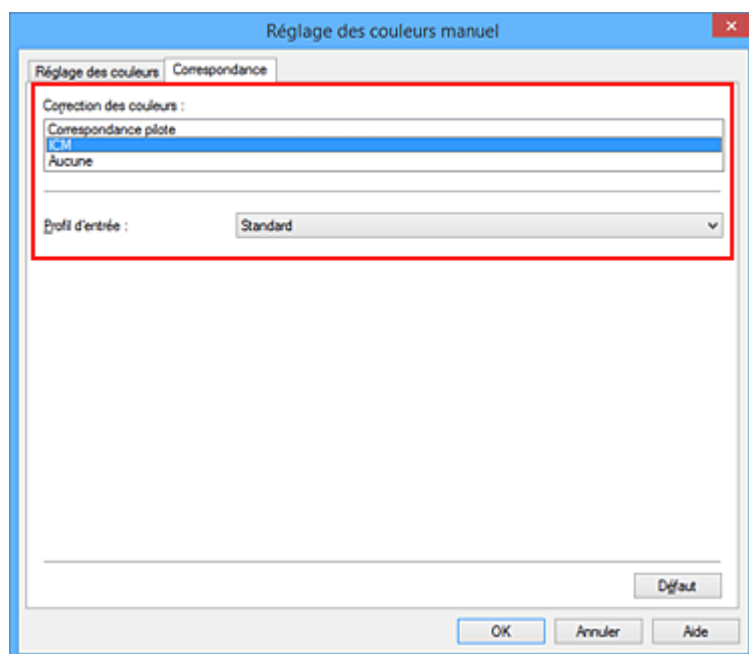 Réglage des couleurs manuel
Réglage des couleurs Correspondance
Correction des couleurs :
Correspondance pilote
ICM
Aucune
Profil d'entrée : Standard
Défaut
OK Annuler Aide